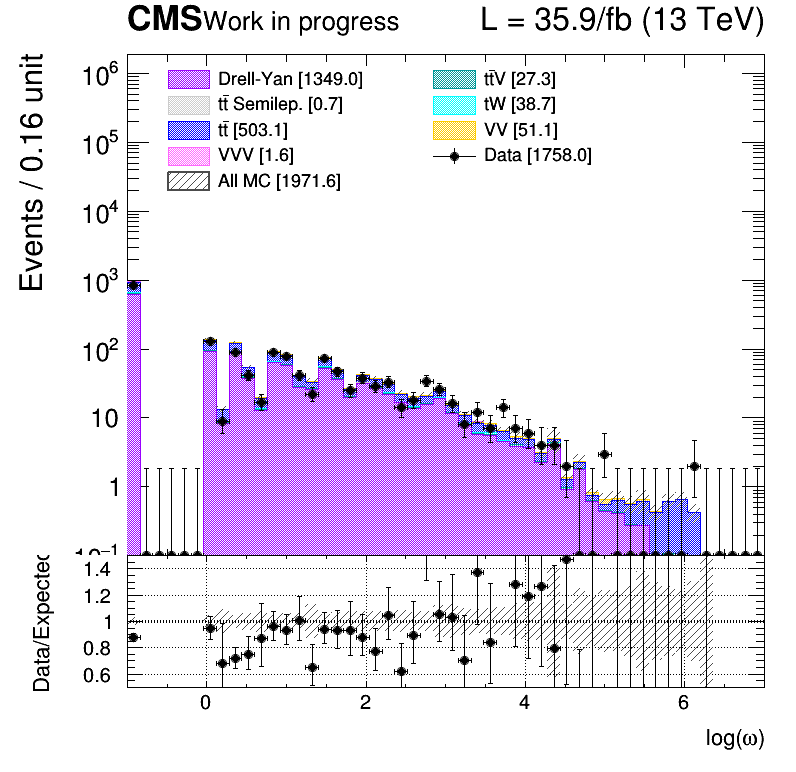 CMS Work in progress L = 35.9/fb (13 TeV)
Events / 0.16 unit
Drell-Yan [1349.0]
tt̄ Semilep. [0.7]
tt̄ [503.1]
VVV [1.6]
All MC [1971.6]
tt̄V [27.3]
tW [38.7]
VV [51.1]
Data [1758.0]
10⁶
10⁵
10⁴
10³
10²
10
1
10⁻¹
Data/Expected
1.4
1.2
1
0.8
0.6
0 2 4 6
log(ω)